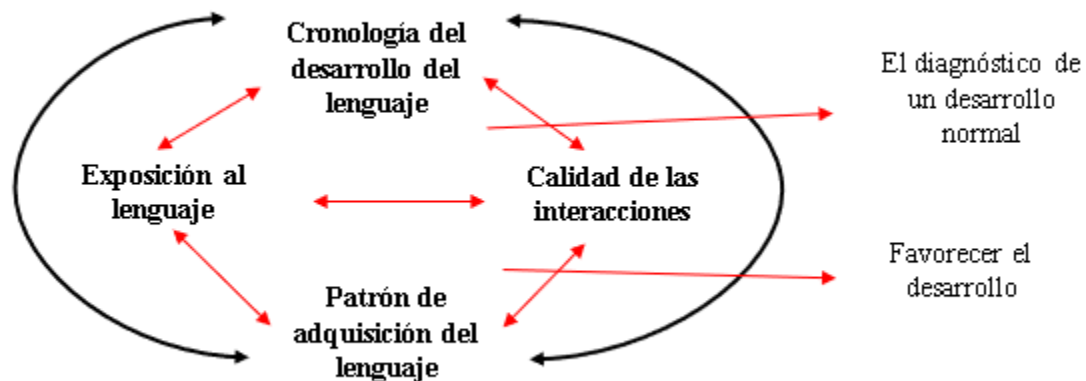 Cronología del
desarrollo del
lenguaje
El diagnóstico de
un desarrollo
normal
Exposición al
lenguaje
Calidad de las
interacciones
Favorecer el
desarrollo
Patrón de
adquisición del
lenguaje